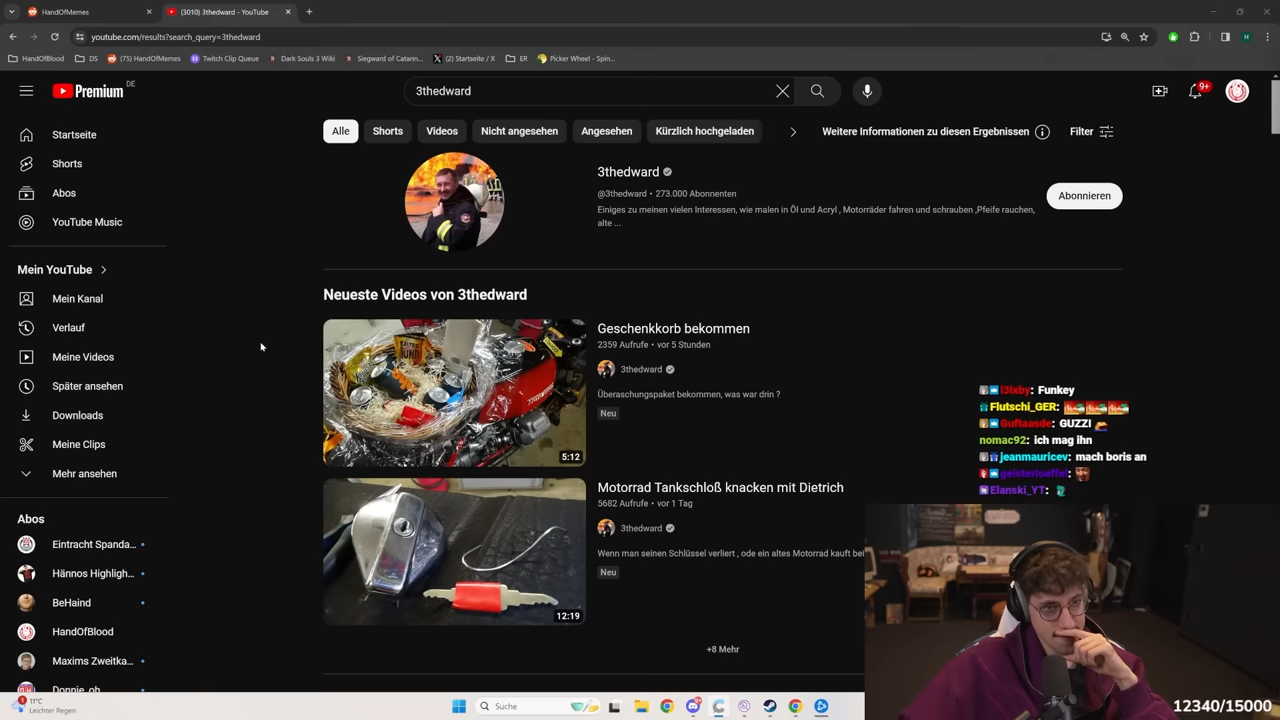 HandOfMemes
(3010) 3thedward - YouTube
youtube.com/results?search_query=3thedward
HandOfBlood
DS
(75) HandOfMemes
Twitch Clip Queue
Dark Souls 3 Wiki
Siegward of Catarin...
(2) Startseite / X
ER
Picker Wheel - Spin...
Premium DE
3thedward
9+
Alle
Shorts
Videos
Nicht angesehen
Angesehen
Kürzlich hochgeladen
Weitere Informationen zu diesen Ergebnissen
Filter
Startseite
Shorts
Abos
YouTube Music
Mein YouTube
Mein Kanal
Verlauf
Meine Videos
Später ansehen
Downloads
Meine Clips
Mehr ansehen
Abos
Eintracht Spanda...
Hännos Highligh...
BeHaind
HandOfBlood
Maxims Zweitka...
Donnie_oh
3thedward
@3thedward • 273.000 Abonnenten
Einiges zu meinen vielen Interessen, wie malen in Öl und Acryl , Motorräder fahren und schrauben ,Pfeife rauchen,
alte ...
Abonnieren
Neueste Videos von 3thedward
5:12
Geschenkkorb bekommen
2359 Aufrufe • vor 5 Stunden
3thedward
Überaschungspaket bekommen, was war drin ?
Neu
12:19
Motorrad Tankschloß knacken mit Dietrich
5682 Aufrufe • vor 1 Tag
3thedward
Wenn man seinen Schlüssel verliert , ode ein altes Motorrad kauft bei
Neu
+8 Mehr
i3ixby: Funkey
Flutschi_GER:
Guftaasde: GUZZI
nomac92: ich mag ihn
jeanmauricev: mach boris an
geisterloeffel:
Elanski_YT:
11°C
Leichter Regen
Suche
12340/15000